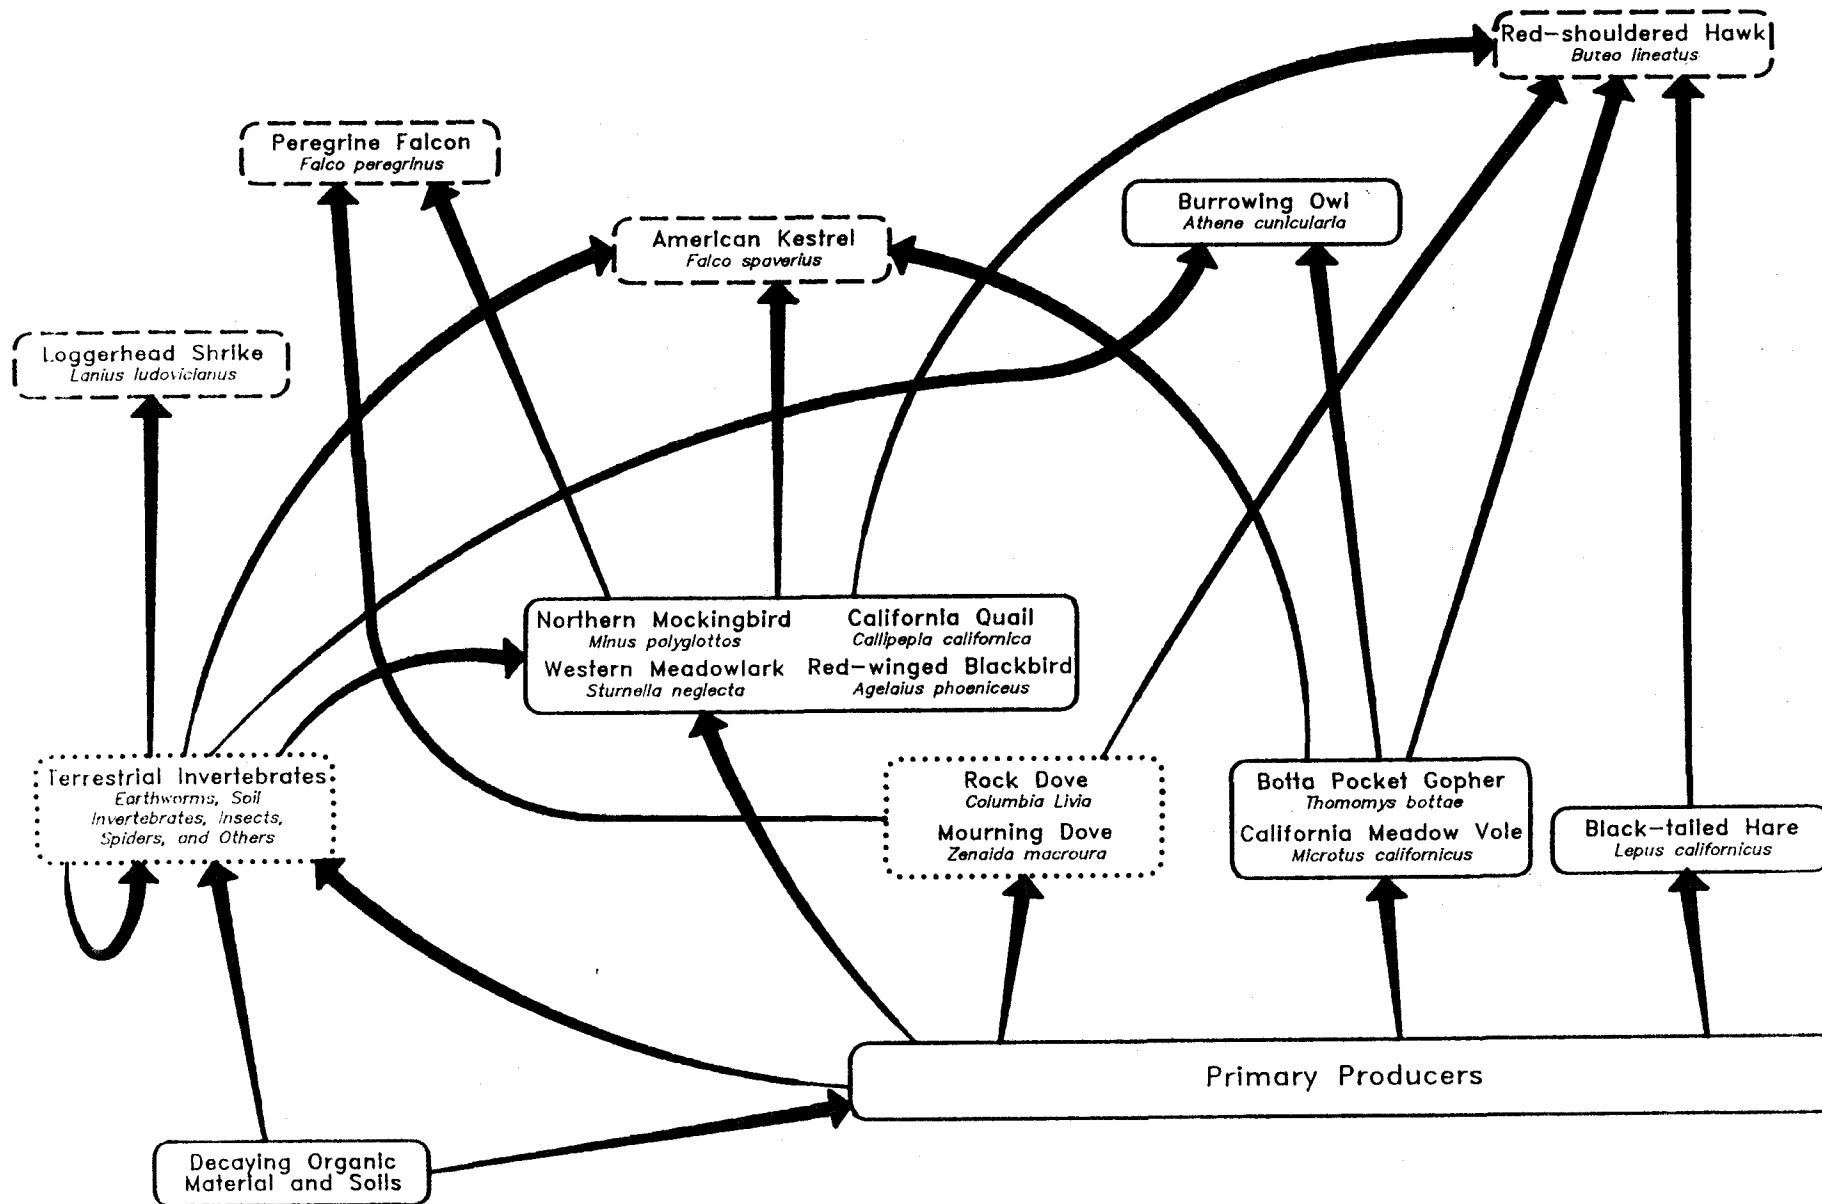 Red-shouldered Hawk
Buteo lineatus
Peregrine Falcon
Falco peregrinus
Burrowing Owl
Athene cunicularia
American Kestrel
Falco spaverius
Loggerhead Shrike
Lanius ludovicianus
Northern Mockingbird
Minus polyglottos
California Quail
Callipepla californica
Western Meadowlark
Sturnella neglecta
Red-winged Blackbird
Agelaius phoeniceus
Terrestrial Invertebrates
Earthworms, Soil
Invertebrates, Insects,
Spiders, and Others
Rock Dove
Columbia Livia
Mourning Dove
Zenaida macroura
Botta Pocket Gopher
Thomomys bottae
California Meadow Vole
Microtus californicus
Black-tailed Hare
Lepus californicus
Primary Producers
Decaying Organic
Material and Soils